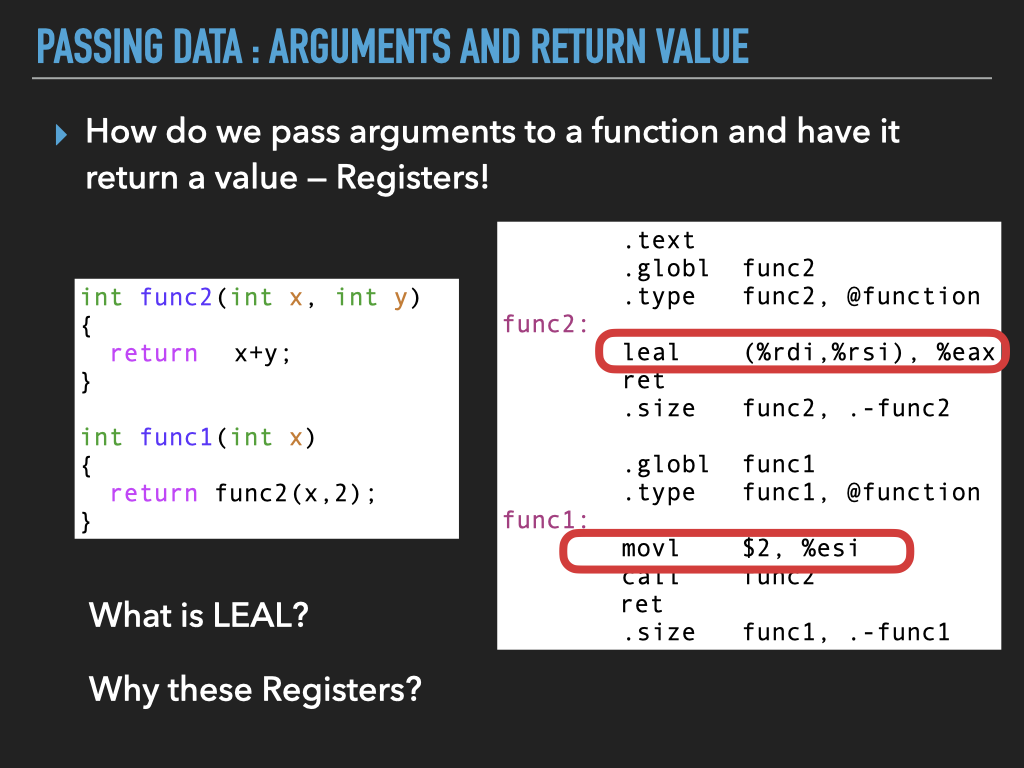 PASSING DATA : ARGUMENTS AND RETURN VALUE
How do we pass arguments to a function and have it
return a value – Registers!
int func2(int x, int y)
{
return x+y;
}
int func1(int x)
{
return func2(x,2);
}
.text
.globl func2
.type func2, @function
func2:
leal (%rdi,%rsi), %eax
ret
.size func2, .-func2
.globl func1
.type func1, @function
func1:
movl $2, %esi
call func2
ret
.size func1, .-func1
What is LEAL?
Why these Registers?